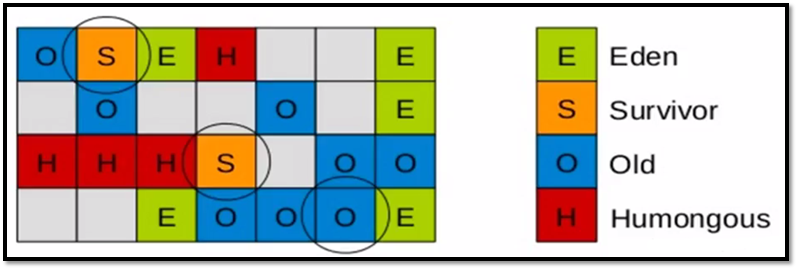 O S E H E E Eden
O O E S Survivor
H H H S O O O Old
E O O O E H Humongous